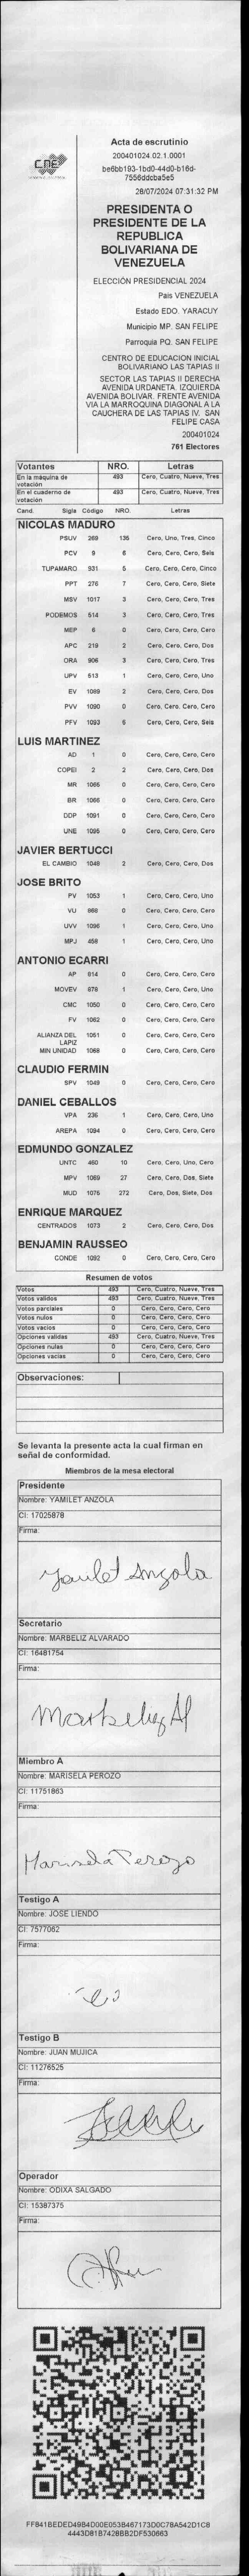 CNE
Acta de escrutinio
200401024.02.1.0001
be6bb193-1bd0-44d0-b16d-
7556ddcba5e5
28/07/2024 07:31:32 PM
PRESIDENTA O
PRESIDENTE DE LA
REPUBLICA
BOLIVARIANA DE
VENEZUELA
ELECCIÓN PRESIDENCIAL 2024
Pais VENEZUELA
Estado EDO. YARACUY
Municipio MP. SAN FELIPE
Parroquia PQ. SAN FELIPE
CENTRO DE EDUCACION INICIAL
BOLIVARIANO LAS TAPIAS II
SECTOR LAS TAPIAS II DERECHA
AVENIDA URDANETA. IZQUIERDA
AVENIDA BOLIVAR. FRENTE AVENIDA
VIA LA MARROQUINA DIAGONAL A LA
CAUCHERA DE LAS TAPIAS IV. SAN
FELIPE CASA
200401024
761 Electores
Votantes NRO. Letras
En la máquina de votación 493 Cero, Cuatro, Nueve, Tres
En el cuaderno de votación 493 Cero, Cuatro, Nueve, Tres
Cand. Sigla Código NRO. Letras
NICOLAS MADURO
PSUV 269 135 Cero, Uno, Tres, Cinco
PCV 9 6 Cero, Cero, Cero, Seis
TUPAMARO 931 5 Cero, Cero, Cero, Cinco
PPT 276 7 Cero, Cero, Cero, Siete
MSV 1017 3 Cero, Cero, Cero, Tres
PODEMOS 514 3 Cero, Cero, Cero, Tres
MEP 6 0 Cero, Cero, Cero, Cero
APC 219 2 Cero, Cero, Cero, Dos
ORA 906 3 Cero, Cero, Cero, Tres
UPV 513 1 Cero, Cero, Cero, Uno
EV 1089 2 Cero, Cero, Cero, Dos
PVV 1090 0 Cero, Cero, Cero, Cero
PFV 1093 6 Cero, Cero, Cero, Seis
LUIS MARTINEZ
AD 1 0 Cero, Cero, Cero, Cero
COPEI 2 2 Cero, Cero, Cero, Dos
MR 1065 0 Cero, Cero, Cero, Cero
BR 1066 0 Cero, Cero, Cero, Cero
DDP 1091 0 Cero, Cero, Cero, Cero
UNE 1095 0 Cero, Cero, Cero, Cero
JAVIER BERTUCCI
EL CAMBIO 1048 2 Cero, Cero, Cero, Dos
JOSE BRITO
PV 1053 1 Cero, Cero, Cero, Uno
VU 868 0 Cero, Cero, Cero, Cero
UVV 1096 1 Cero, Cero, Cero, Uno
MPJ 458 1 Cero, Cero, Cero, Uno
ANTONIO ECARRI
AP 914 0 Cero, Cero, Cero, Cero
MOVEV 978 1 Cero, Cero, Cero, Uno
CMC 1050 0 Cero, Cero, Cero, Cero
FV 1062 0 Cero, Cero, Cero, Cero
ALIANZA DEL LAPIZ 1051 0 Cero, Cero, Cero, Cero
MIN UNIDAD 1068 0 Cero, Cero, Cero, Cero
CLAUDIO FERMIN
SPV 1049 0 Cero, Cero, Cero, Cero
DANIEL CEBALLOS
VPA 236 1 Cero, Cero, Cero, Uno
AREPA 1094 0 Cero, Cero, Cero, Cero
EDMUNDO GONZALEZ
UNTC 460 10 Cero, Cero, Uno, Cero
MPV 1069 27 Cero, Cero, Dos, Siete
MUD 1075 272 Cero, Dos, Siete, Dos
ENRIQUE MARQUEZ
CENTRADOS 1073 2 Cero, Cero, Cero, Dos
BENJAMIN RAUSSEO
CONDE 1092 0 Cero, Cero, Cero, Cero
Resumen de votos
Votos 493 Cero, Cuatro, Nueve, Tres
Votos validos 493 Cero, Cuatro, Nueve, Tres
Votos parciales 0 Cero, Cero, Cero, Cero
Votos nulos 0 Cero, Cero, Cero, Cero
Votos vacios 0 Cero, Cero, Cero, Cero
Opciones validas 493 Cero, Cuatro, Nueve, Tres
Opciones nulas 0 Cero, Cero, Cero, Cero
Opciones vacias 0 Cero, Cero, Cero, Cero
Observaciones:
Se levanta la presente acta la cual firman en
señal de conformidad.
Miembros de la mesa electoral
Presidente
Nombre: YAMILET ANZOLA
CI: 17025878
Firma:
Secretario
Nombre: MARBELIZ ALVARADO
CI: 16481754
Firma:
Marbeliz Al
Miembro A
Nombre: MARISELA PEROZO
CI: 11751863
Firma:
Marisela Perozo
Testigo A
Nombre: JOSE LIENDO
CI: 7577062
Firma:
Testigo B
Nombre: JUAN MUJICA
CI: 11276525
Firma:
Operador
Nombre: ODIXA SALGADO
CI: 15387375
Firma:
FF841BEDED4984D00E053B467173D0C78A542D1C8
4443D81B7428BB2DF530663